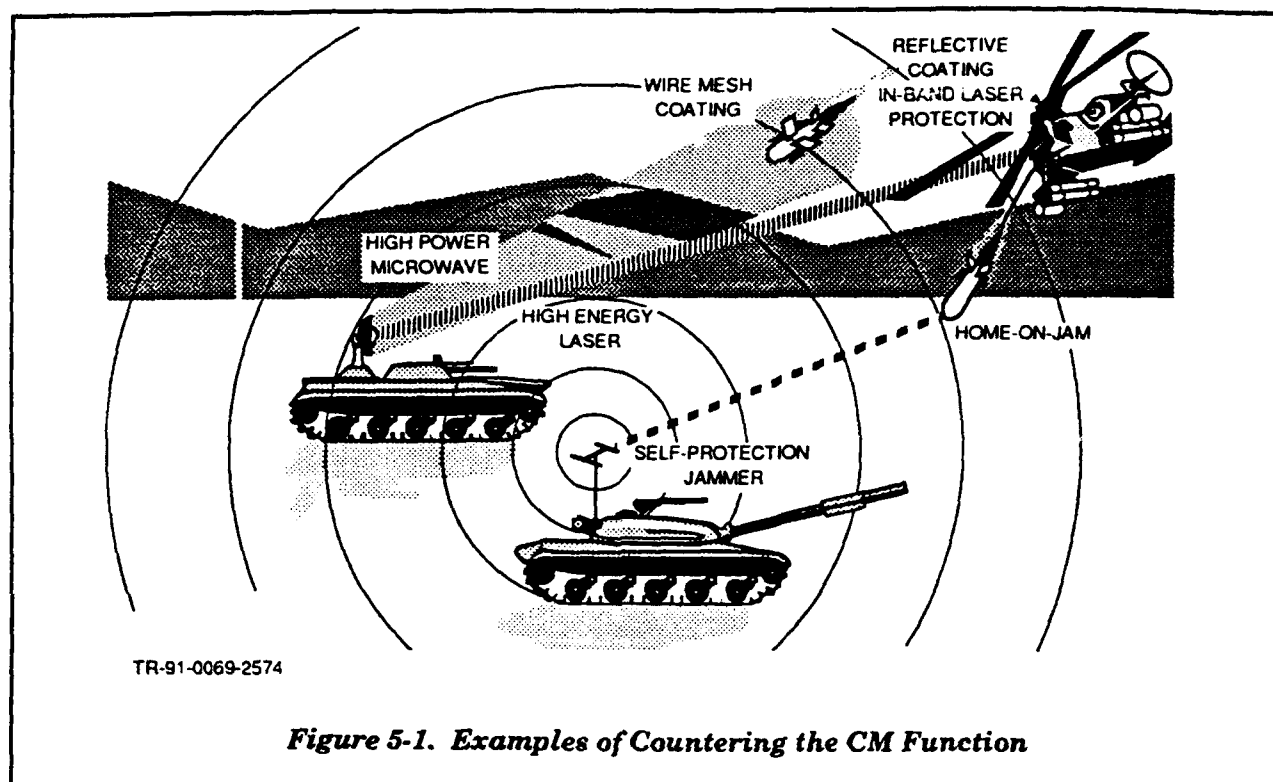 REFLECTIVE
COATING
IN-BAND LASER
PROTECTION
WIRE MESH
COATING
HIGH POWER
MICROWAVE
HIGH ENERGY
LASER
HOME-ON-JAM
SELF-PROTECTION
JAMMER
TR-91-0069-2574
Figure 5-1. Examples of Countering the CM Function